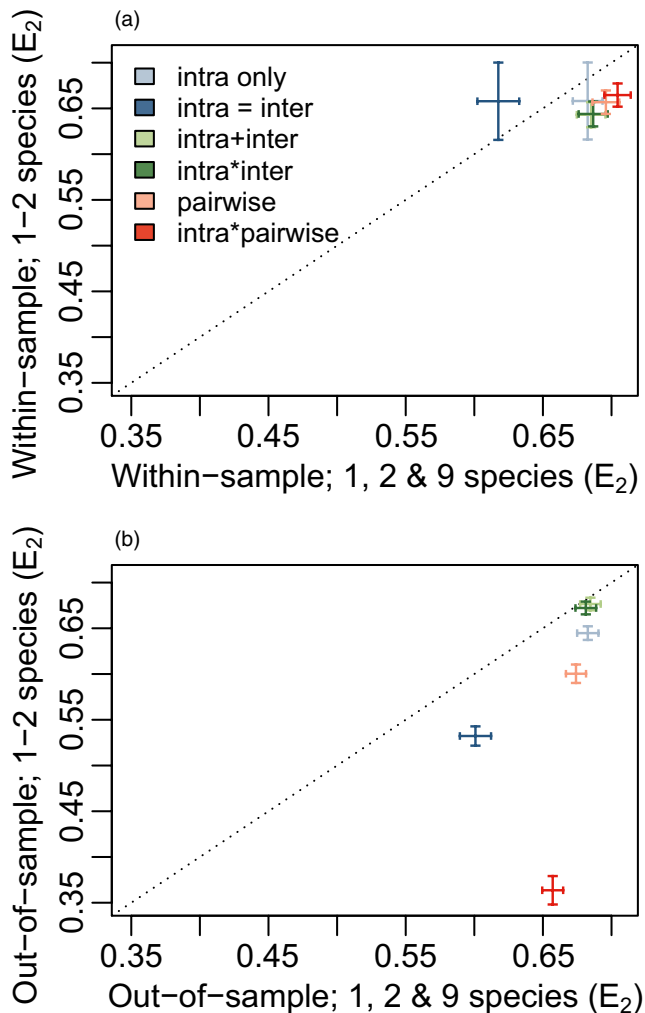 (a)
Within−sample; 1−2 species (E2)
0.65
0.55
0.45
0.35
intra only
intra = inter
intra+inter
intra*inter
pairwise
intra*pairwise
0.35 0.45 0.55 0.65
Within−sample; 1, 2 & 9 species (E2)
(b)
Out−of−sample; 1−2 species (E2)
0.65
0.55
0.45
0.35
0.35 0.45 0.55 0.65
Out−of−sample; 1, 2 & 9 species (E2)